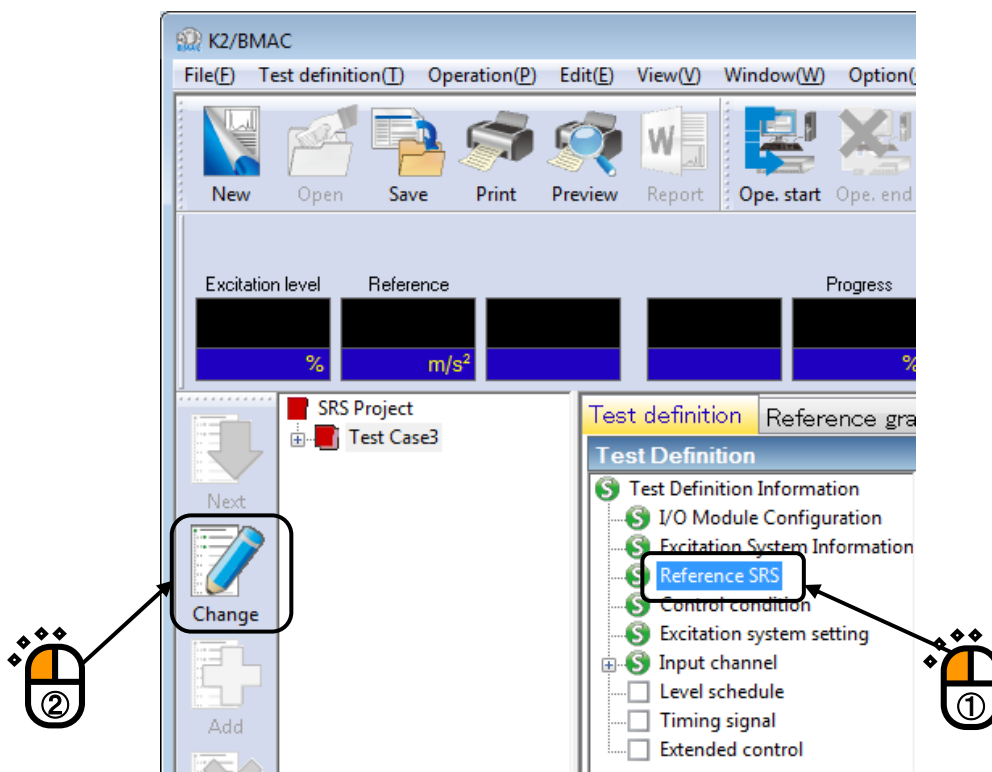 K2/BMAC
File(F) Test definition(T) Operation(P) Edit(E) View(V) Window(W) Option(
New Open Save Print Preview Report Ope. start Ope. end
Excitation level Reference Progress
% m/s² %
SRS Project
Test Case3
Next
Change
Add
Test definition Reference gra
Test Definition
Test Definition Information
I/O Module Configuration
Excitation System Information
Reference SRS
Control condition
Excitation system setting
Input channel
Level schedule
Timing signal
Extended control
②
①